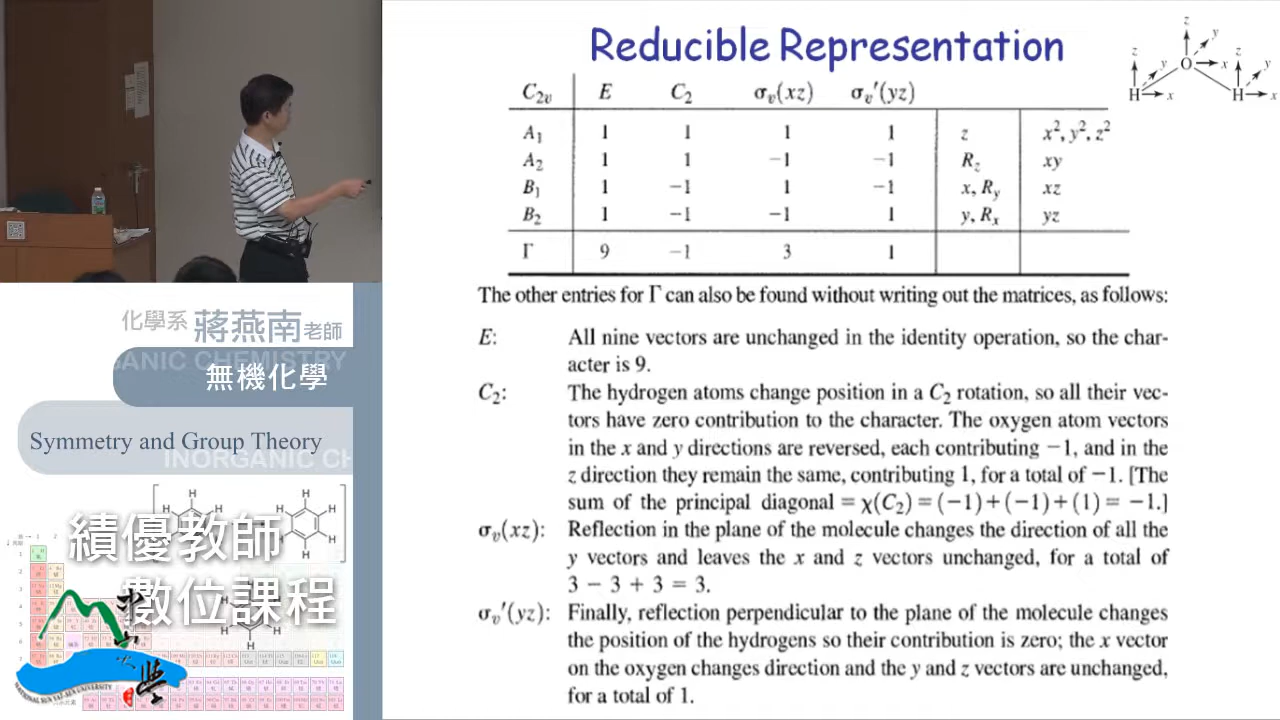 Reducible Representation
z
y
z
y
z
y
O
x
H
x
H
x
C2v E C2 σv(xz) σv′(yz)
A1 1 1 1 1 z x², y², z²
A2 1 1 −1 −1 Rz xy
B1 1 −1 1 −1 x, Ry xz
B2 1 −1 −1 1 y, Rx yz
Γ 9 −1 3 1
The other entries for Γ can also be found without writing out the matrices, as follows:
E: All nine vectors are unchanged in the identity operation, so the char-
acter is 9.
C2: The hydrogen atoms change position in a C2 rotation, so all their vec-
tors have zero contribution to the character. The oxygen atom vectors
in the x and y directions are reversed, each contributing −1, and in the
z direction they remain the same, contributing 1, for a total of −1. [The
sum of the principal diagonal = χ(C2) = (−1) + (−1) + (1) = −1.]
σv(xz): Reflection in the plane of the molecule changes the direction of all the
y vectors and leaves the x and z vectors unchanged, for a total of
3 − 3 + 3 = 3.
σv′(yz): Finally, reflection perpendicular to the plane of the molecule changes
the position of the hydrogens so their contribution is zero; the x vector
on the oxygen changes direction and the y and z vectors are unchanged,
for a total of 1.
化學系 蔣燕南老師
GANIC CHEMISTRY
無機化學
Symmetry and Group Theory
INORGANIC CH
績優教師
數位課程
NATIONAL SUN YAT-SEN UNIVERSITY